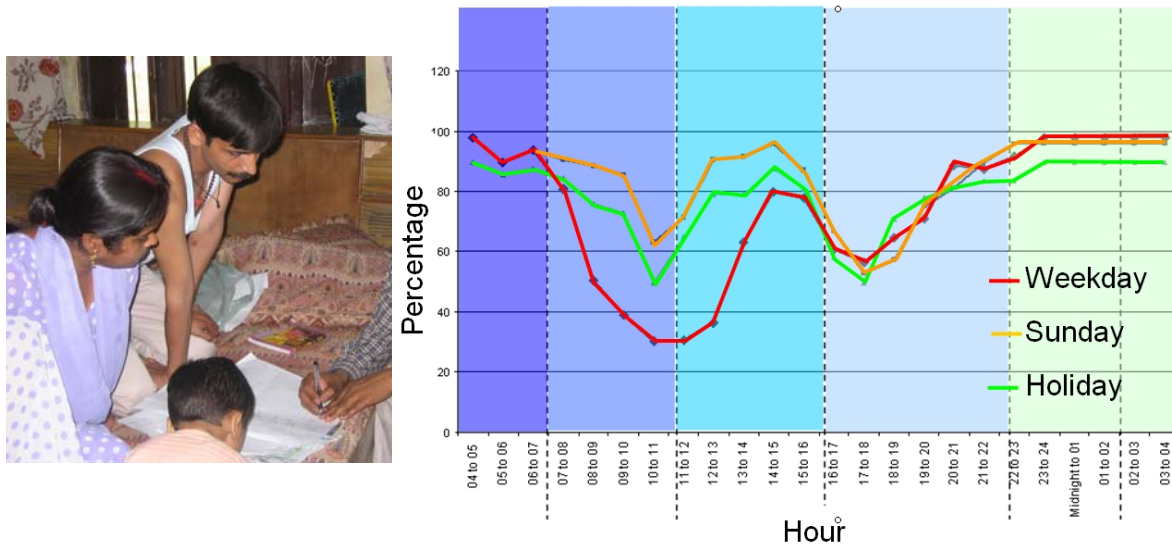 120
100
80
60
40
20
0
Percentage
Weekday
Sunday
Holiday
04 to 05
05 to 06
06 to 07
07 to 08
08 to 09
09 to 10
10 to 11
11 to 12
12 to 13
13 to 14
14 to 15
15 to 16
16 to 17
17 to 18
18 to 19
19 to 20
20 to 21
21 to 22
22 to 23
23 to 24
Midnight to 01
01 to 02
02 to 03
03 to 04
Hour